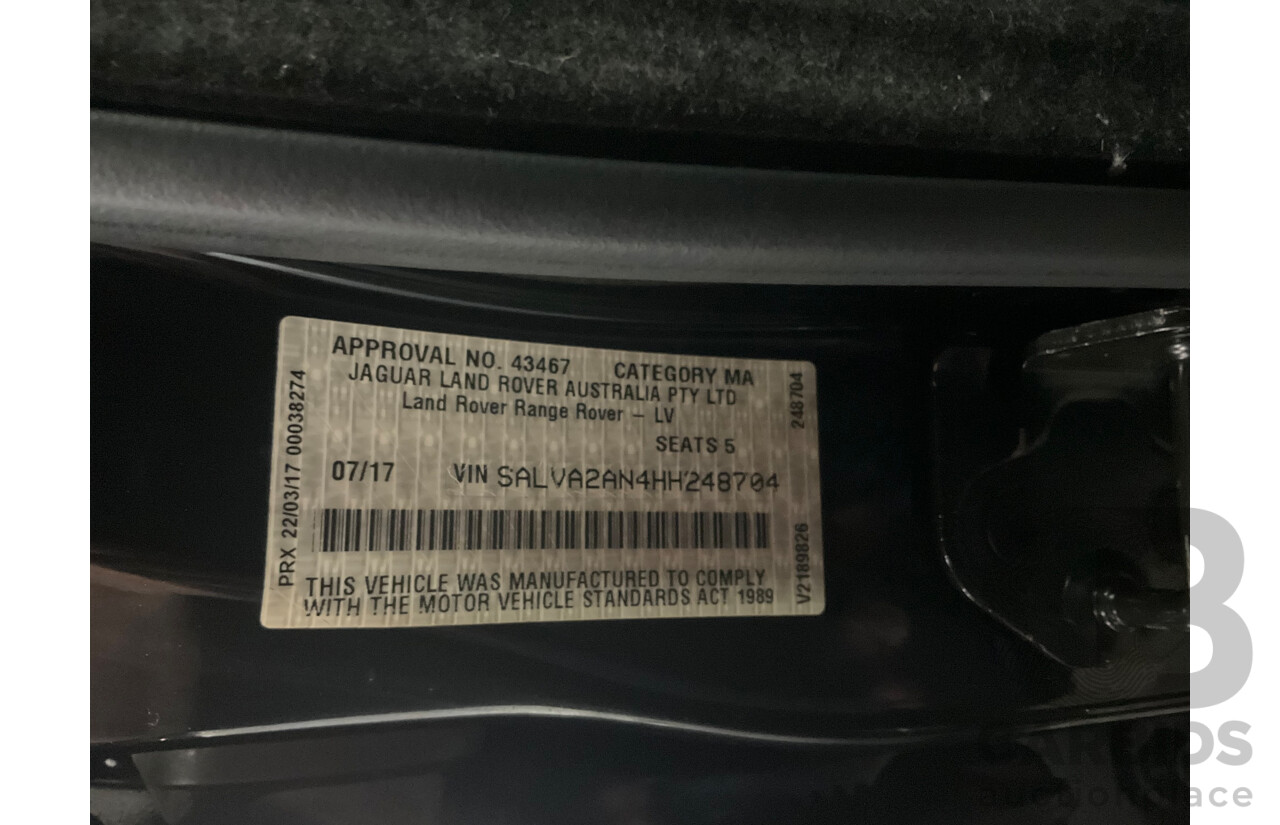 APPROVAL NO. 43467 CATEGORY MA
JAGUAR LAND ROVER AUSTRALIA PTY LTD
Land Rover Range Rover – LV
SEATS 5
07/17 VIN SALVA2AN4HH248704
THIS VEHICLE WAS MANUFACTURED TO COMPLY
WITH THE MOTOR VEHICLE STANDARDS ACT 1989
PRX 22/03/17 00038274
248704
V2189826